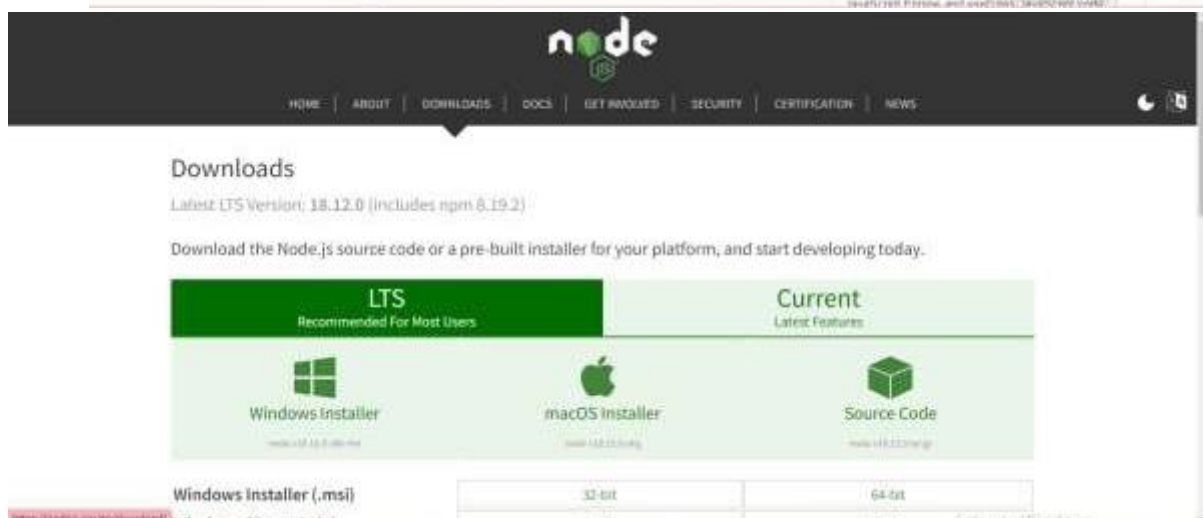 node
JS
HOME | ABOUT | DOWNLOADS | DOCS | GET INVOLVED | SECURITY | CERTIFICATION | NEWS
Downloads
Latest LTS Version: 18.12.0 (includes npm 8.19.2)
Download the Node.js source code or a pre-built installer for your platform, and start developing today.
LTS
Recommended For Most Users
Current
Latest Features
Windows Installer
macOS Installer
Source Code
Windows Installer (.msi)
32-bit
64-bit